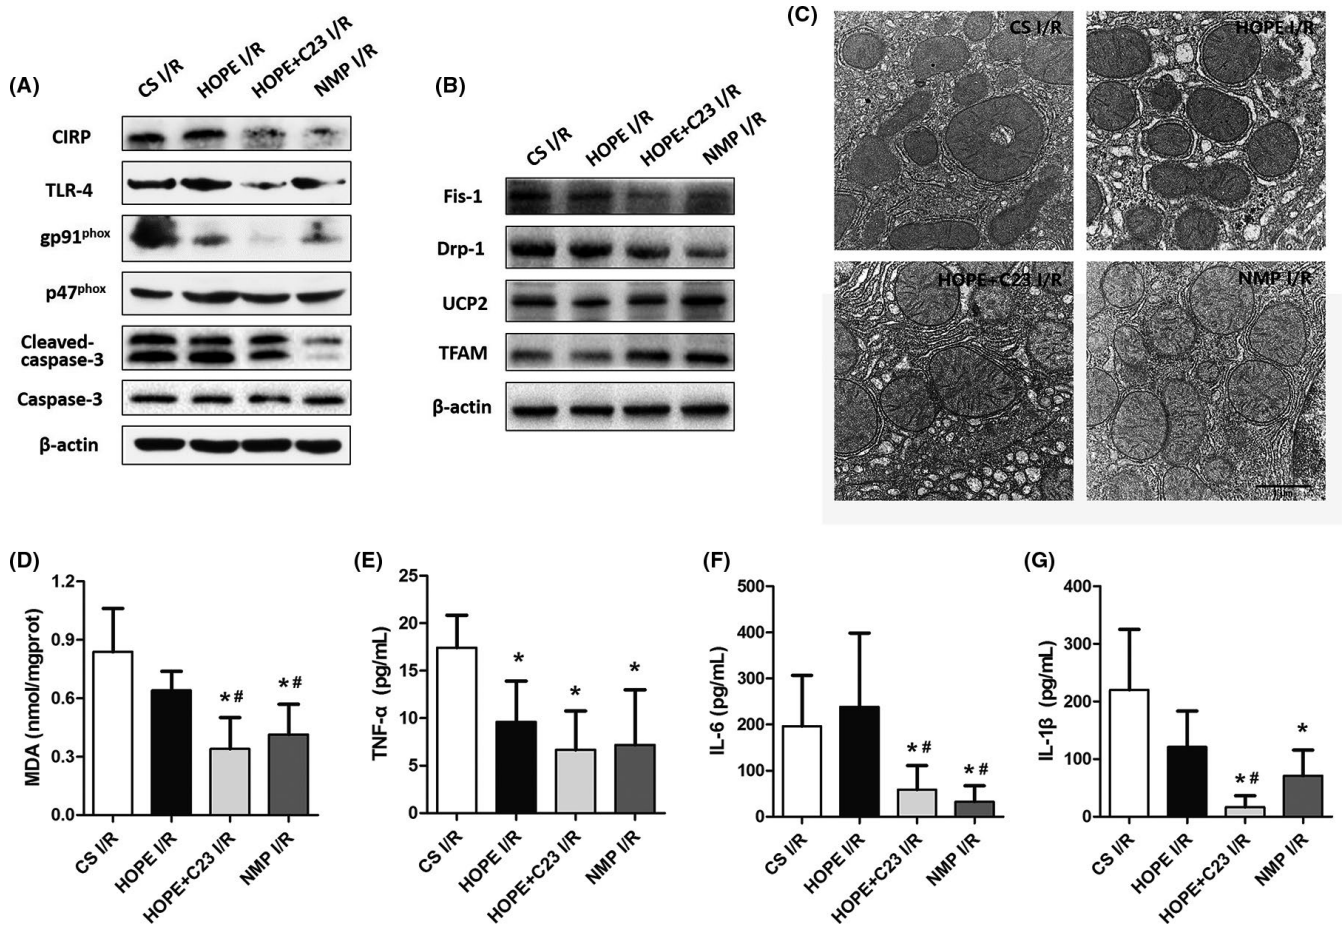 (A)
CS I/R
HOPE I/R
HOPE+C23 I/R
NMP I/R
CIRP
TLR-4
gp91phox
p47phox
Cleaved-
caspase-3
Caspase-3
β-actin
(B)
CS I/R
HOPE I/R
HOPE+C23 I/R
NMP I/R
Fis-1
Drp-1
UCP2
TFAM
β-actin
(C)
CS I/R
HOPE I/R
HOPE+C23 I/R
NMP I/R
(D)
MDA (nmol/mgprot)
1.2
0.9
0.6
0.3
0.0
*#
*#
CS I/R
HOPE I/R
HOPE+C23 I/R
NMP I/R
(E)
TNF-α (pg/mL)
25
20
15
10
5
0
*
*
*
CS I/R
HOPE I/R
HOPE+C23 I/R
NMP I/R
(F)
IL-6 (pg/mL)
500
400
300
200
100
0
*#
*#
CS I/R
HOPE I/R
HOPE+C23 I/R
NMP I/R
(G)
IL-1β (pg/mL)
400
300
200
100
0
*#
*
CS I/R
HOPE I/R
HOPE+C23 I/R
NMP I/R